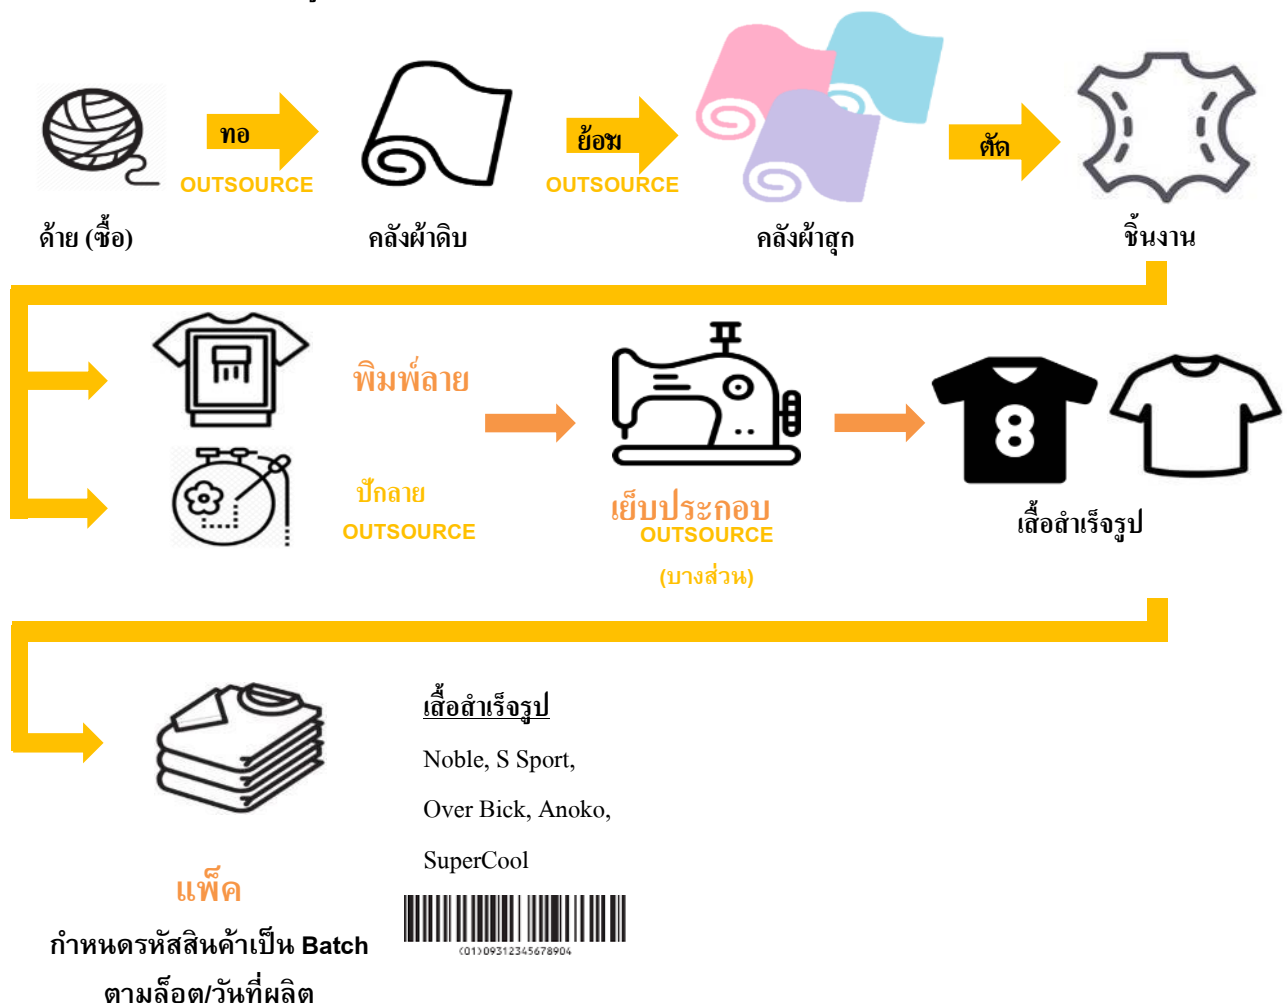 ทอ
ย้อม
ตัด
OUTSOURCE
OUTSOURCE
ด้าย (ซื้อ)
คลังผ้าดิบ
คลังผ้าสุก
ชิ้นงาน
พิมพ์ลาย
8
ปักลาย
OUTSOURCE
เย็บประกอบ
OUTSOURCE
(บางส่วน)
เสื้อสำเร็จรูป
เสื้อสำเร็จรูป
Noble, S Sport,
Over Bick, Anoko,
SuperCool
แพ็ค
(01)09312345678904
กำหนดรหัสสินค้าเป็น Batch
ตามล็อต/วันที่ผลิต